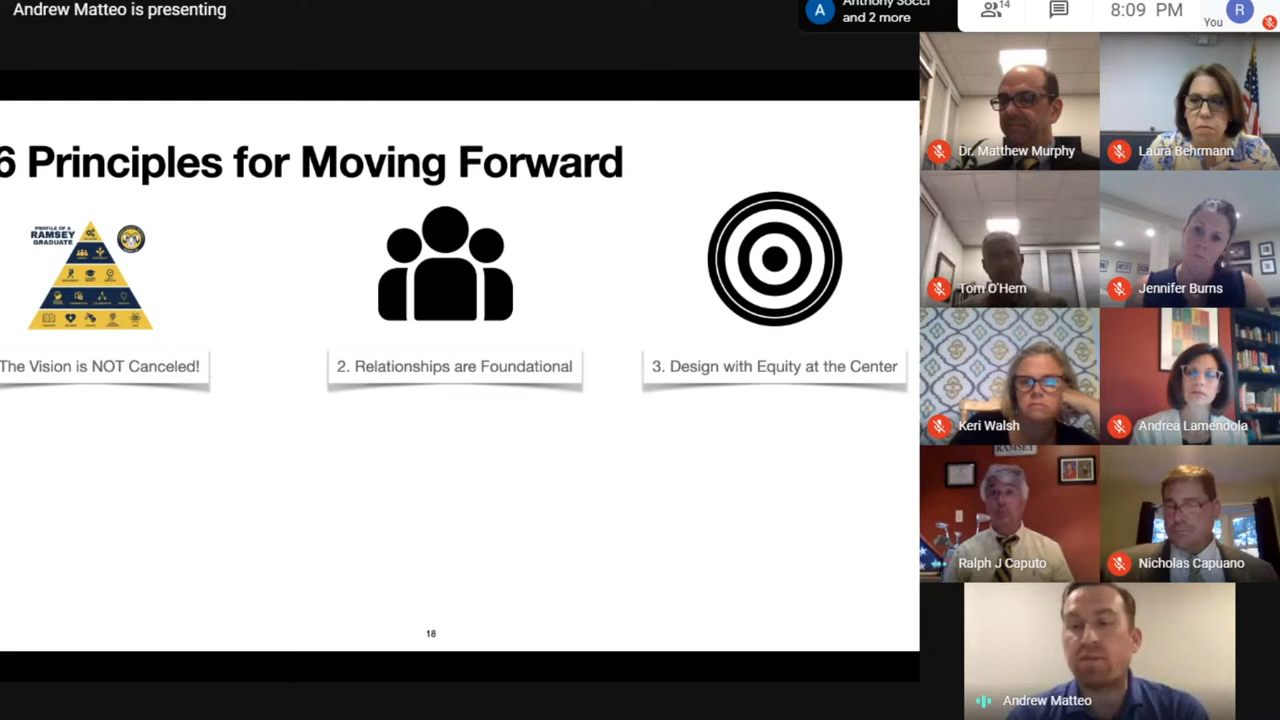 Andrew Matteo is presenting
Anthony Socci
and 2 more
A
14
8:09 PM
You
R
6 Principles for Moving Forward
PROFILE OF A
RAMSEY
GRADUATE
The Vision is NOT Canceled!
2. Relationships are Foundational
3. Design with Equity at the Center
18
Dr. Matthew Murphy
Laura Behrmann
Tom O'Hern
Jennifer Burns
Keri Walsh
Andrea Lamendola
RAMSEY
Ralph J Caputo
Nicholas Capuano
Andrew Matteo